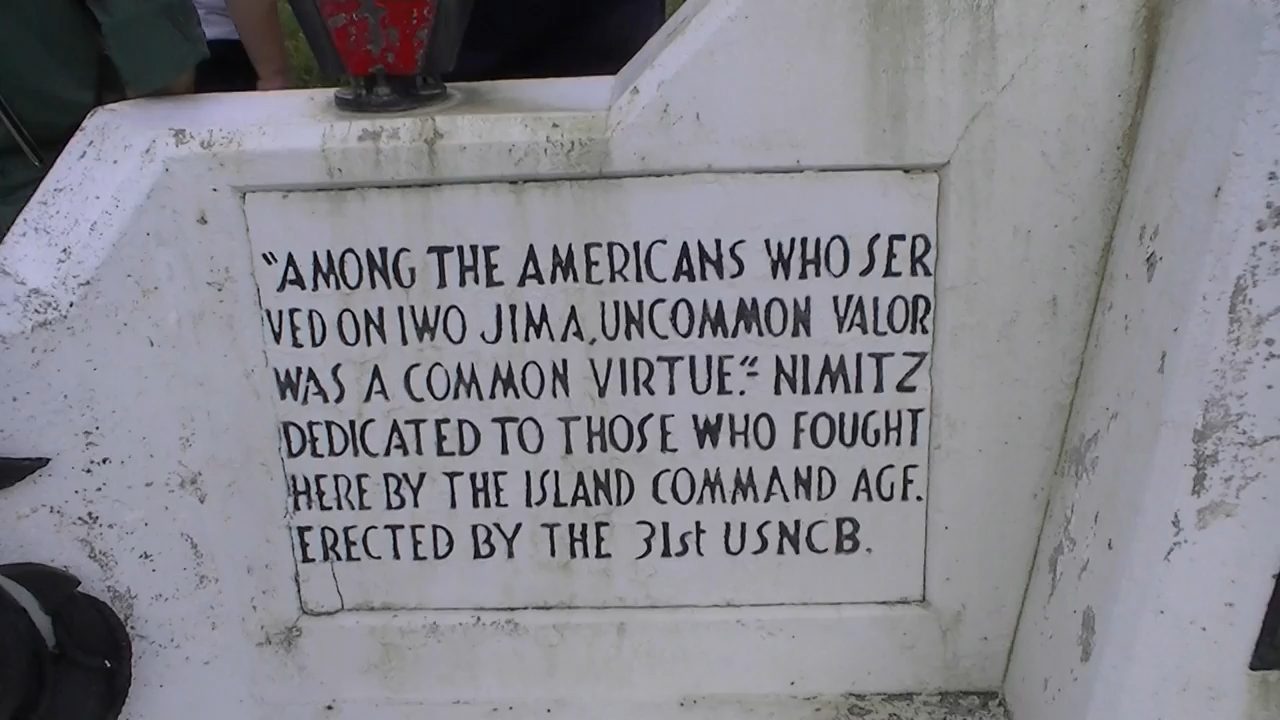 "AMONG THE AMERICANS WHO SER
VED ON IWO JIMA, UNCOMMON VALOR
WAS A COMMON VIRTUE." NIMITZ
DEDICATED TO THOSE WHO FOUGHT
HERE BY THE ISLAND COMMAND AGF.
ERECTED BY THE 31st USNCB.